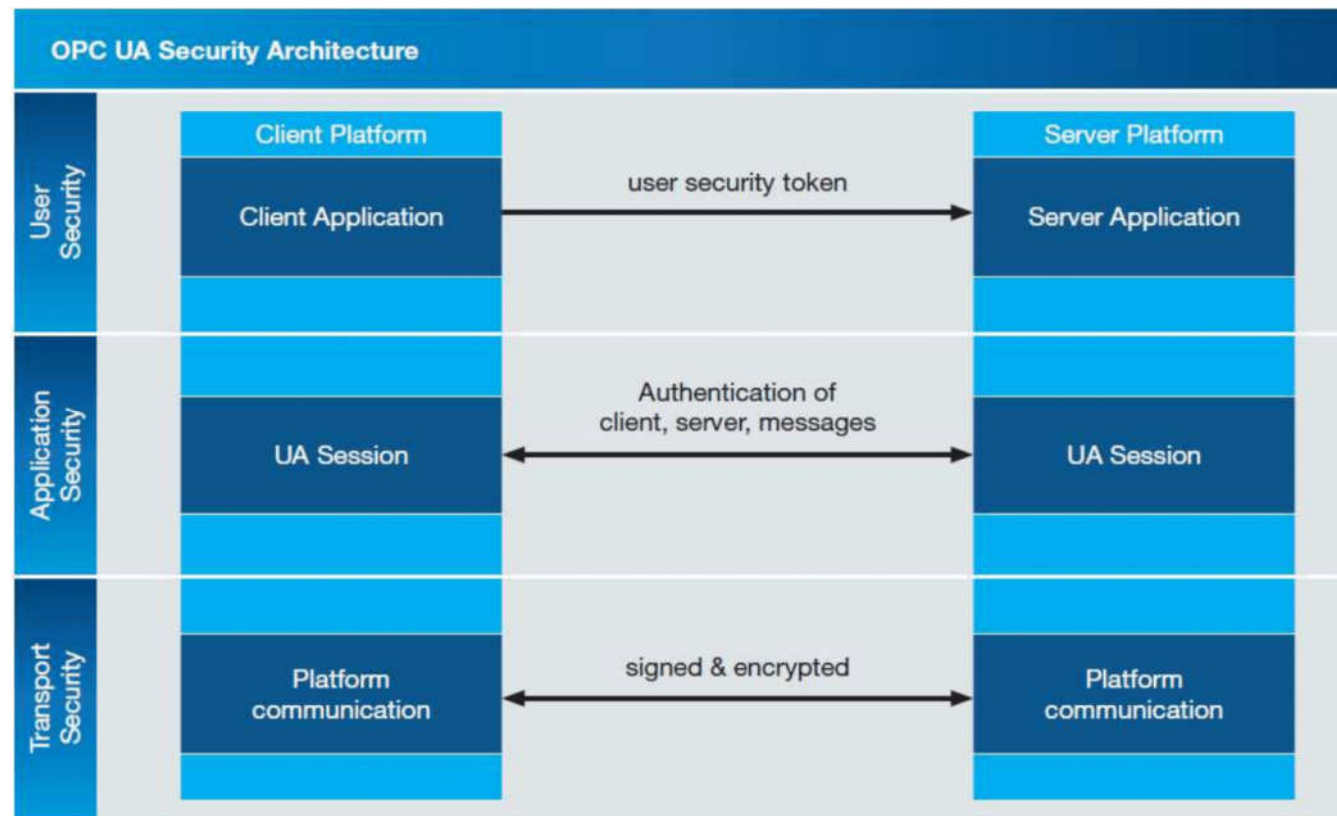 OPC UA Security Architecture
User
Security
Client Platform
Server Platform
Client Application
user security token
Server Application
Application
Security
UA Session
Authentication of
client, server, messages
UA Session
Transport
Security
Platform
communication
signed & encrypted
Platform
communication